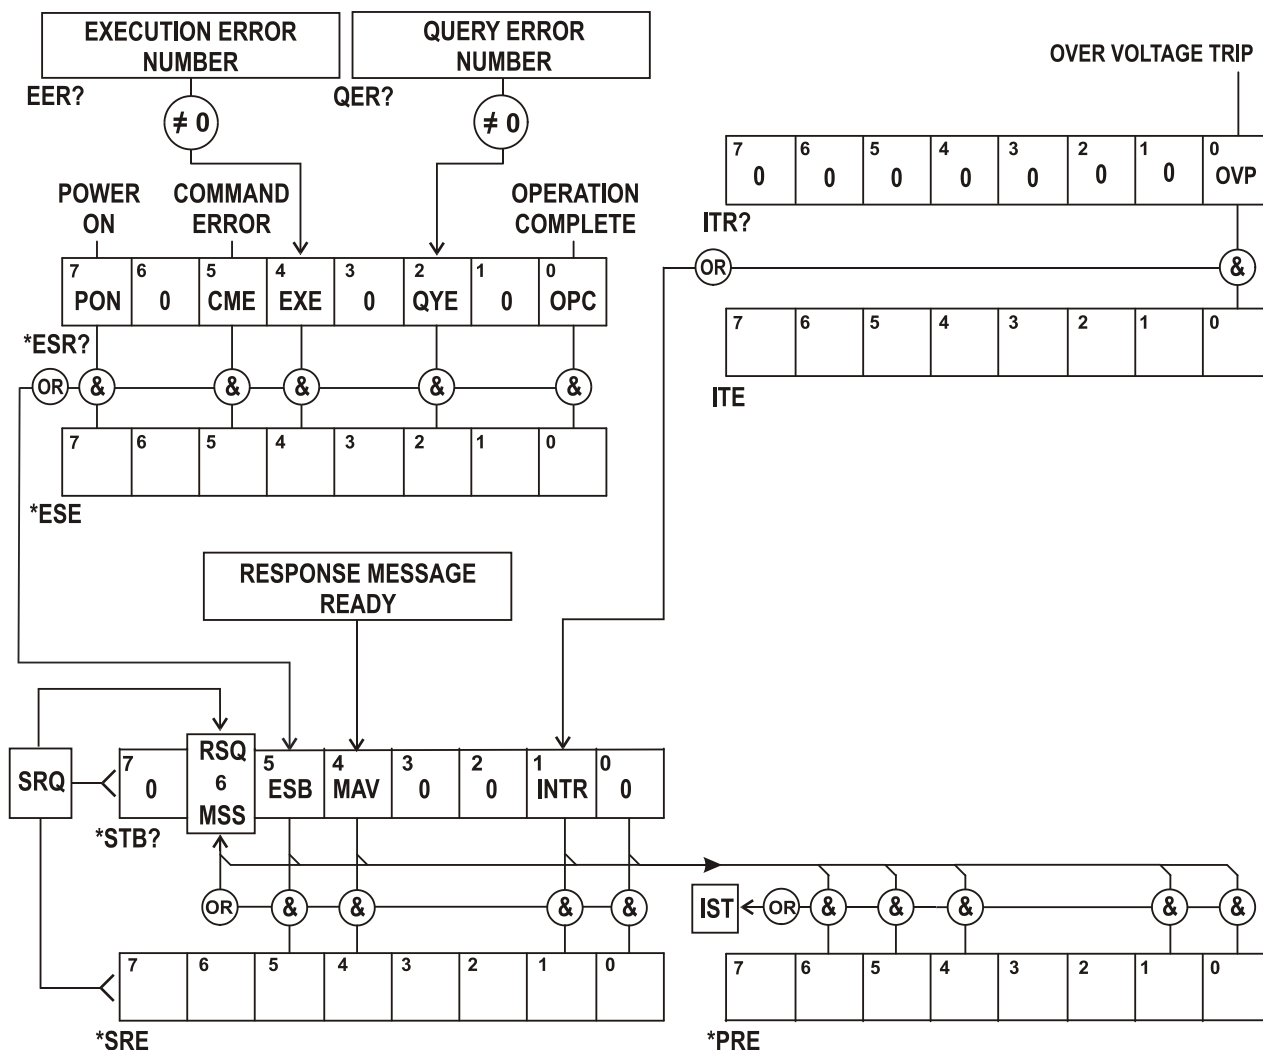 EXECUTION ERROR
NUMBER
EER?
≠ 0
QUERY ERROR
NUMBER
QER?
≠ 0
POWER
ON
COMMAND
ERROR
OPERATION
COMPLETE
7 6 5 4 3 2 1 0
PON 0 CME EXE 0 QYE 0 OPC
*ESR?
OR & & & & &
7 6 5 4 3 2 1 0
*ESE
OVER VOLTAGE TRIP
7 6 5 4 3 2 1 0
0 0 0 0 0 0 0 OVP
ITR?
OR &
7 6 5 4 3 2 1 0
ITE
RESPONSE MESSAGE
READY
SRQ
7 RSQ 5 4 3 2 1 0
0 6 ESB MAV 0 0 INTR 0
MSS
*STB?
OR & & & &
7 6 5 4 3 2 1 0
*SRE
IST OR & & & & &
7 6 5 4 3 2 1 0
*PRE